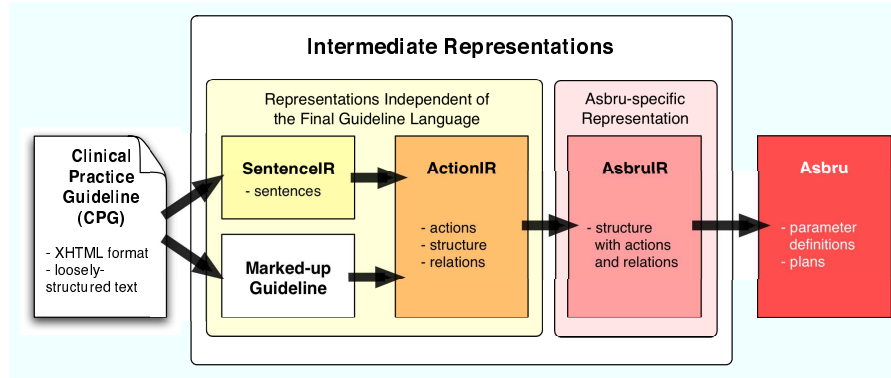 Intermediate Representations
Representations Independent of
the Final Guideline Language
Asbru-specific
Representation
Clinical
Practice
Guideline
(CPG)
- XHTML format
- loosely-
structured text
SentenceIR
- sentences
Marked-up
Guideline
ActionIR
- actions
- structure
- relations
AsbruIR
- structure
with actions
and relations
Asbru
- parameter
definitions
- plans